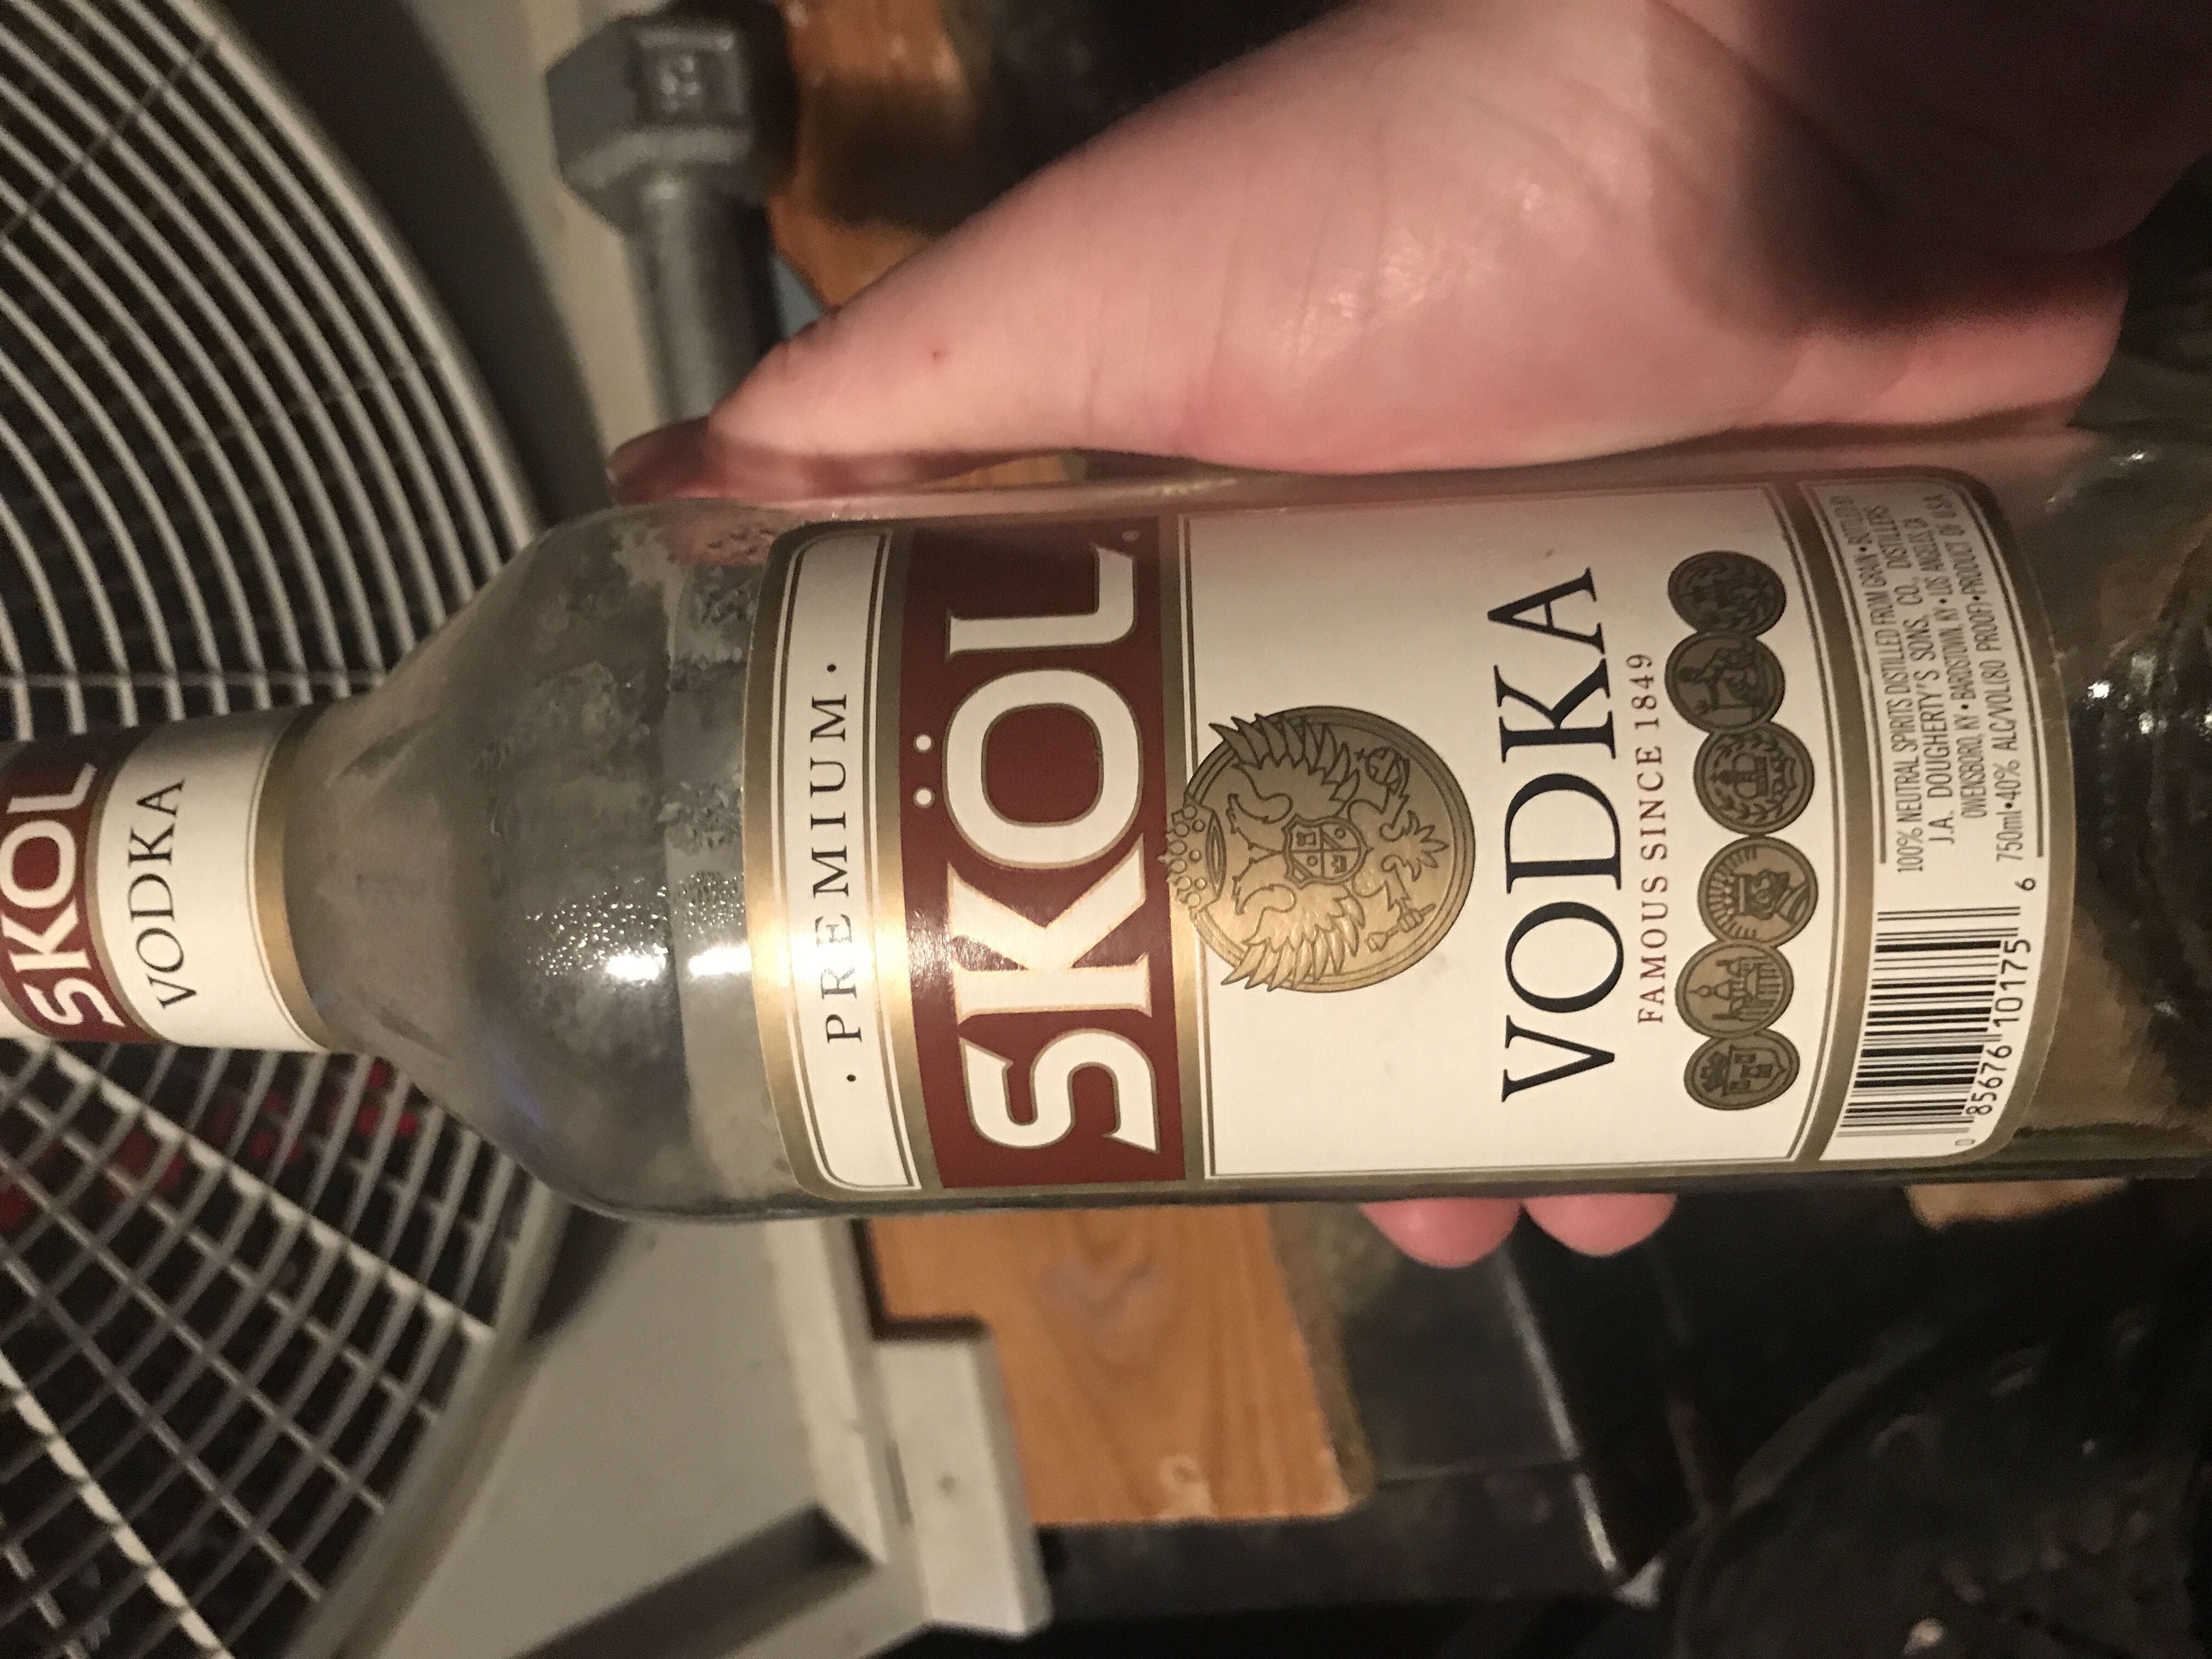 SKOL
VODKA
· PREMIUM ·
SKÖL
VODKA
FAMOUS SINCE 1849
0 85676 10175 6
100% NEUTRAL SPIRITS DISTILLED FROM GRAIN • BOTTLED BY
J.A. DOUGHERTY'S SONS, CO., DISTILLERS
OWENSBORO, KY • BARDSTOWN, KY • LOS ANGELES, CA
750ml • 40% ALC/VOL (80 PROOF) • PRODUCT OF U.S.A.